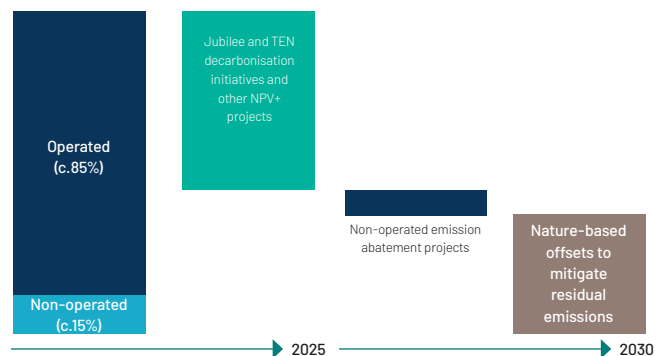 Operated
(c.85%)
Non-operated
(c.15%)
Jubilee and TEN
decarbonisation
initiatives and
other NPV+
projects
Non-operated emission
abatement projects
Nature-based
offsets to
mitigate
residual
emissions
2025
2030